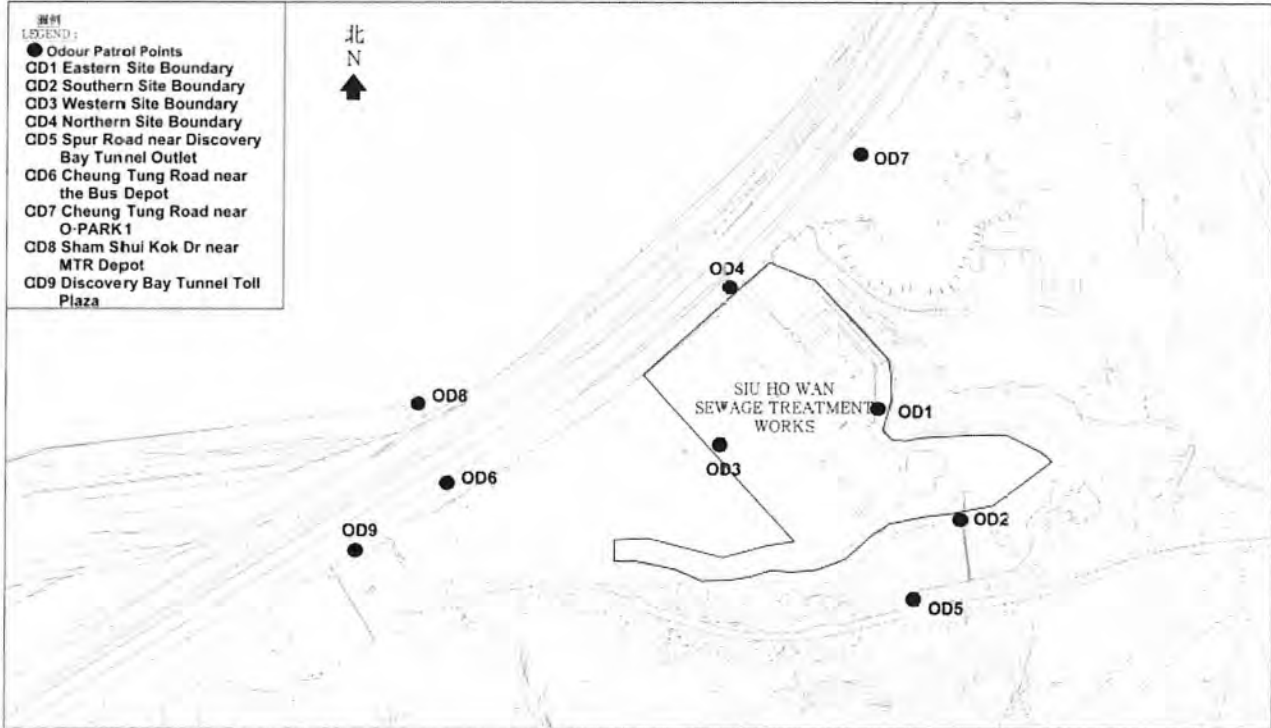 圖例
LEGEND :
Odour Patrol Points
OD1 Eastern Site Boundary
OD2 Southern Site Boundary
OD3 Western Site Boundary
OD4 Northern Site Boundary
OD5 Spur Road near Discovery
Bay Tunnel Outlet
OD6 Cheung Tung Road near
the Bus Depot
OD7 Cheung Tung Road near
O·PARK1
OD8 Sham Shui Kok Dr near
MTR Depot
OD9 Discovery Bay Tunnel Toll
Plaza
北
N
OD7
OD4
SIU HO WAN
SEWAGE TREATMENT
WORKS
OD8
OD1
OD3
OD6
OD2
OD9
OD5